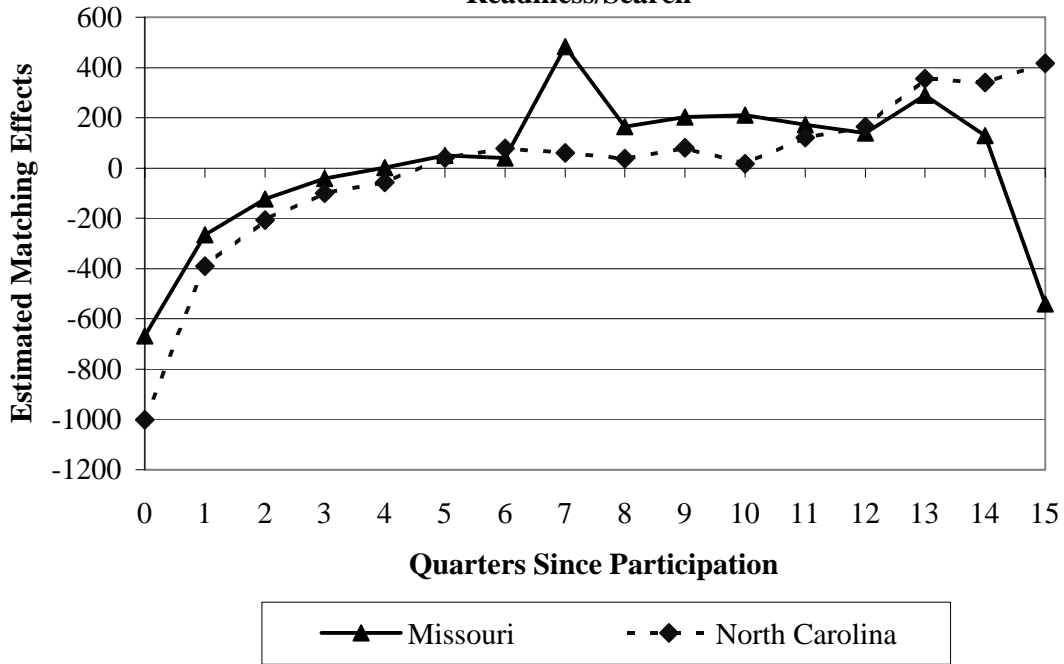 Readiness/Search
600
400
200
0
-200
-400
-600
-800
-1000
-1200
Estimated Matching Effects
0 1 2 3 4 5 6 7 8 9 10 11 12 13 14 15
Quarters Since Participation
Missouri North Carolina